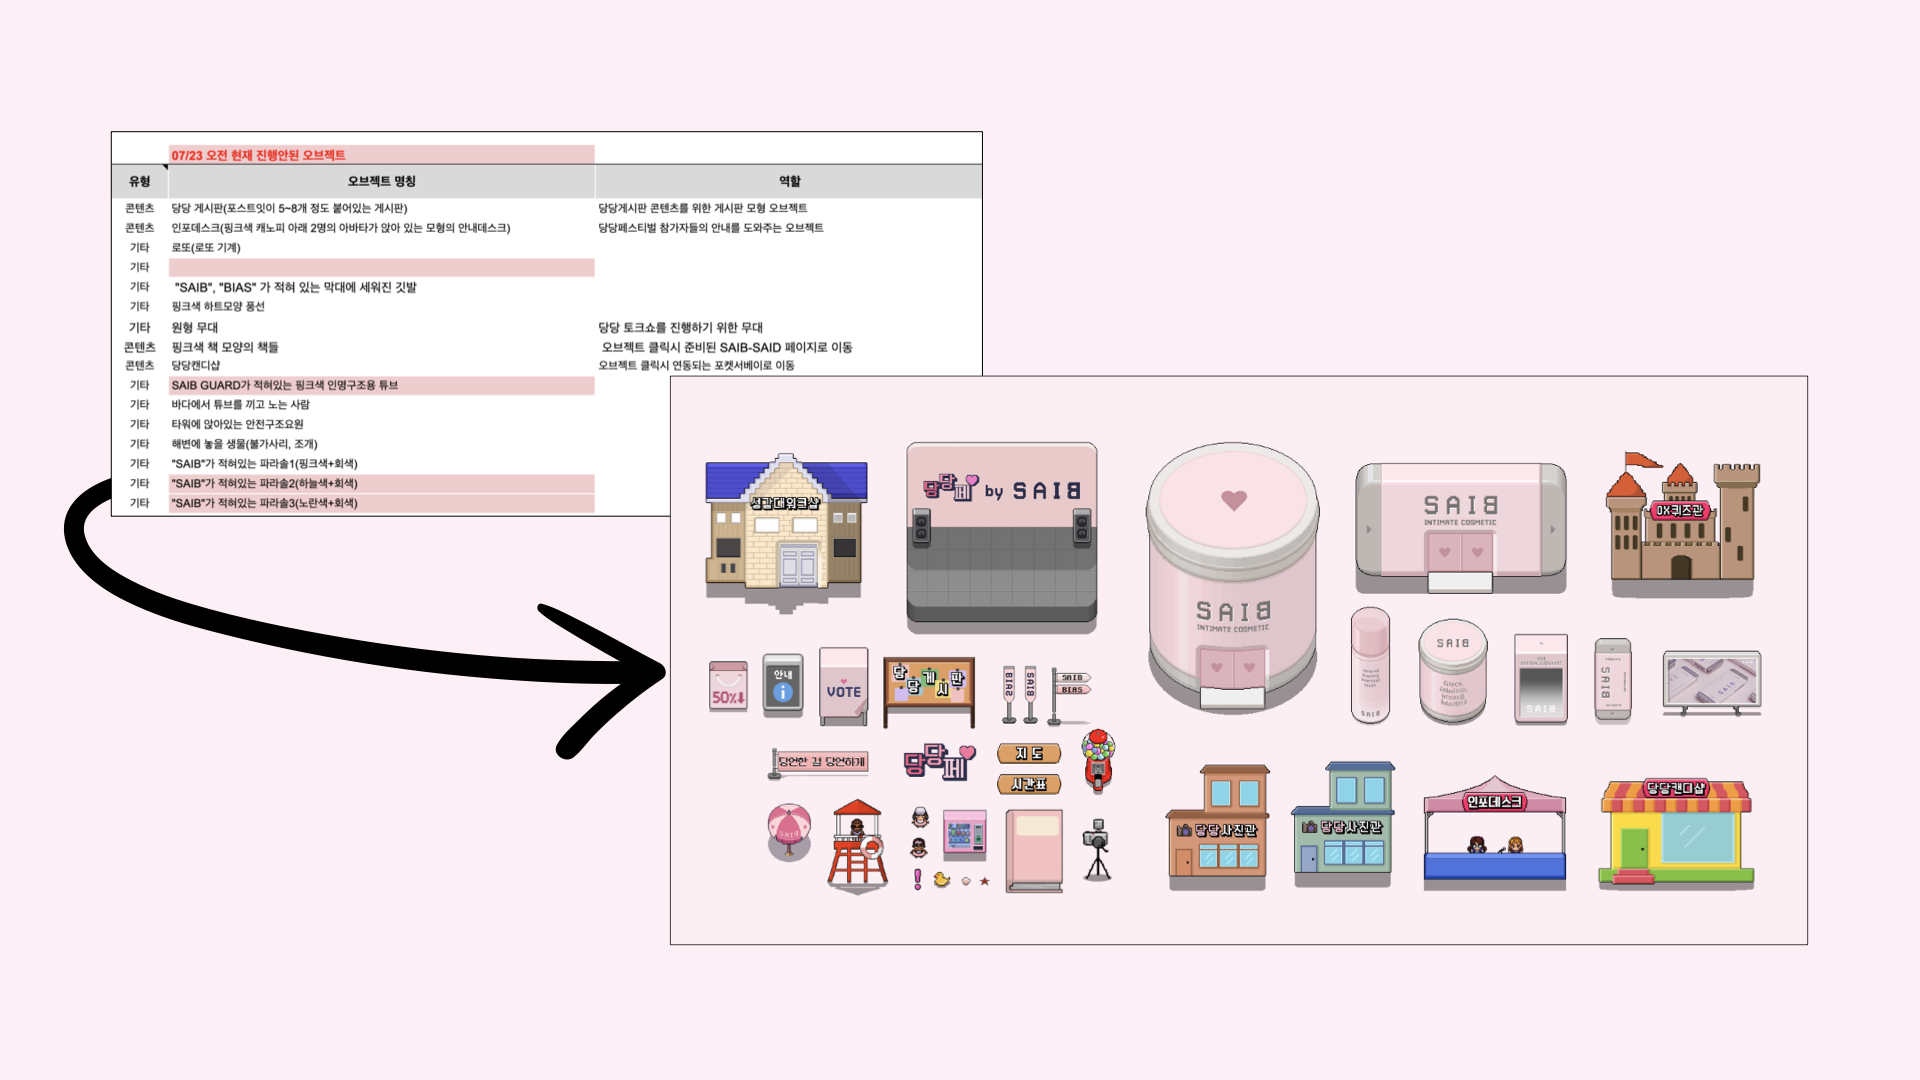 07/23 오전 현재 진행안된 오브젝트
유형 오브젝트 명칭 역할
콘텐츠 당당 게시판(포스트잇이 5~8개 정도 붙어있는 게시판) 당당게시판 콘텐츠를 위한 게시판 모형 오브젝트
콘텐츠 인포데스크(핑크색 캐노피 아래 2명의 아바타가 앉아 있는 모형의 안내데스크) 당당페스티벌 참가자들의 안내를 도와주는 오브젝트
기타 로또(로또 기계)
기타
기타 "SAIB", "BIAS" 가 적혀 있는 막대에 세워진 깃발
기타 핑크색 하트모양 풍선
기타 원형 무대 당당 토크쇼를 진행하기 위한 무대
콘텐츠 핑크색 책 모양의 책들 오브젝트 클릭시 준비된 SAIB-SAID 페이지로 이동
콘텐츠 당당캔디샵 오브젝트 클릭시 연동되는 포켓서베이로 이동
기타 SAIB GUARD가 적혀있는 핑크색 인명구조용 튜브
기타 바다에서 튜브를 끼고 노는 사람
기타 타워에 앉아있는 안전구조요원
기타 해변에 놓을 생물(불가사리, 조개)
기타 "SAIB"가 적혀있는 파라솔1(핑크색+회색)
기타 "SAIB"가 적혀있는 파라솔2(하늘색+회색)
기타 "SAIB"가 적혀있는 파라솔3(노란색+회색)
성감대워크샵
당당페 by SAIB
SAIB
INTIMATE COSMETIC
SAIB
INTIMATE COSMETIC
OX퀴즈관
50%
안내
VOTE
당당게시판
BIAS
SAIB
SAIB
BIAS
SAIB
SAIB
SAIB
SAIB
SAIB
당연한 걸 당연하게
당당페
지도
시간표
SAIB
당당사진관
당당사진관
인포데스크
당당캔디샵